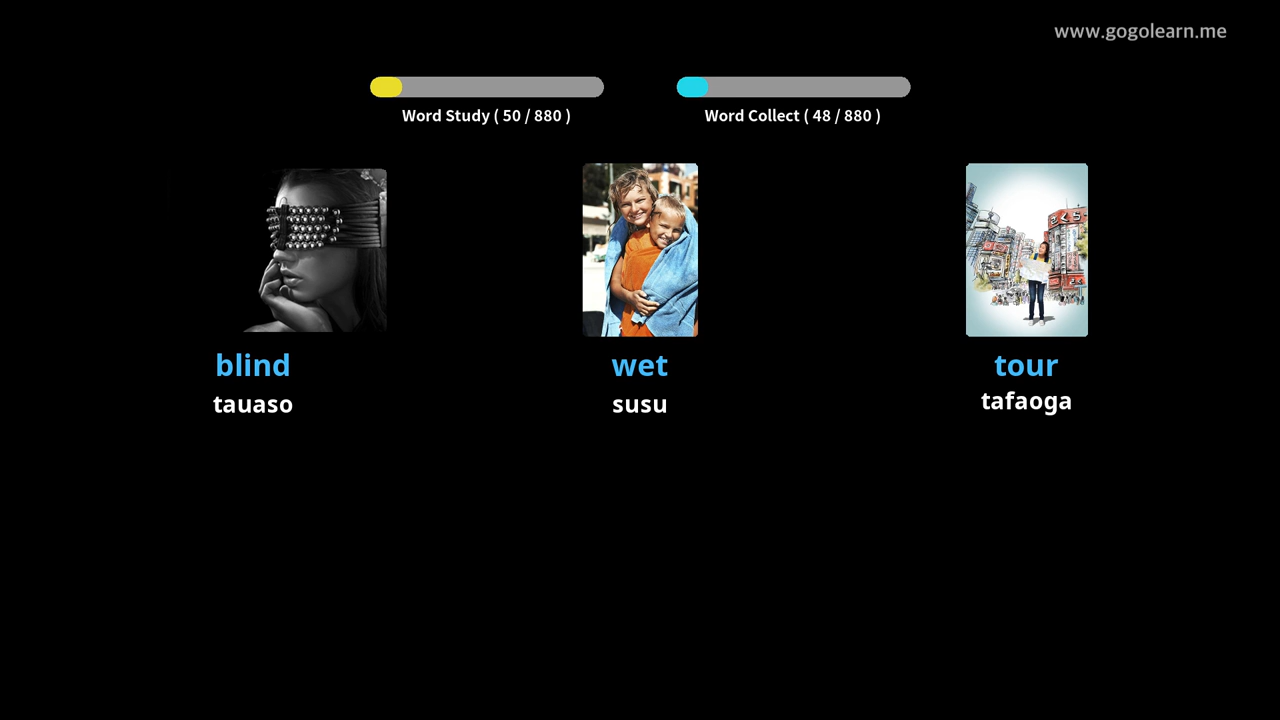 www.gogolearn.me
Word Study ( 50 / 880 )
Word Collect ( 48 / 880 )
blind
tauaso
wet
susu
tour
tafaoga